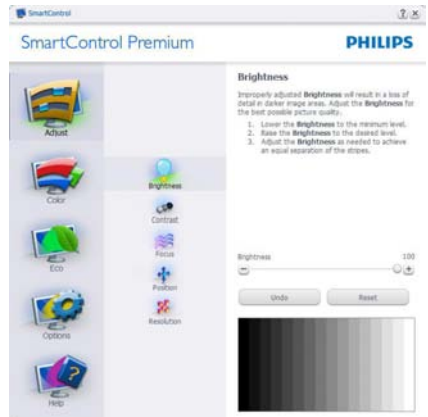 SmartControl
SmartControl Premium
PHILIPS
Adjust
Color
Eco
Options
Help
Brightness
Contrast
Focus
Position
Resolution
Brightness
Improperly adjusted Brightness will result in a loss of
detail in darker image areas. Adjust the Brightness for
the best possible picture quality.
1. Lower the Brightness to the minimum level.
2. Raise the Brightness to the desired level.
3. Adjust the Brightness as needed to achieve
an equal separation of the stripes.
Brightness 100
Undo Reset